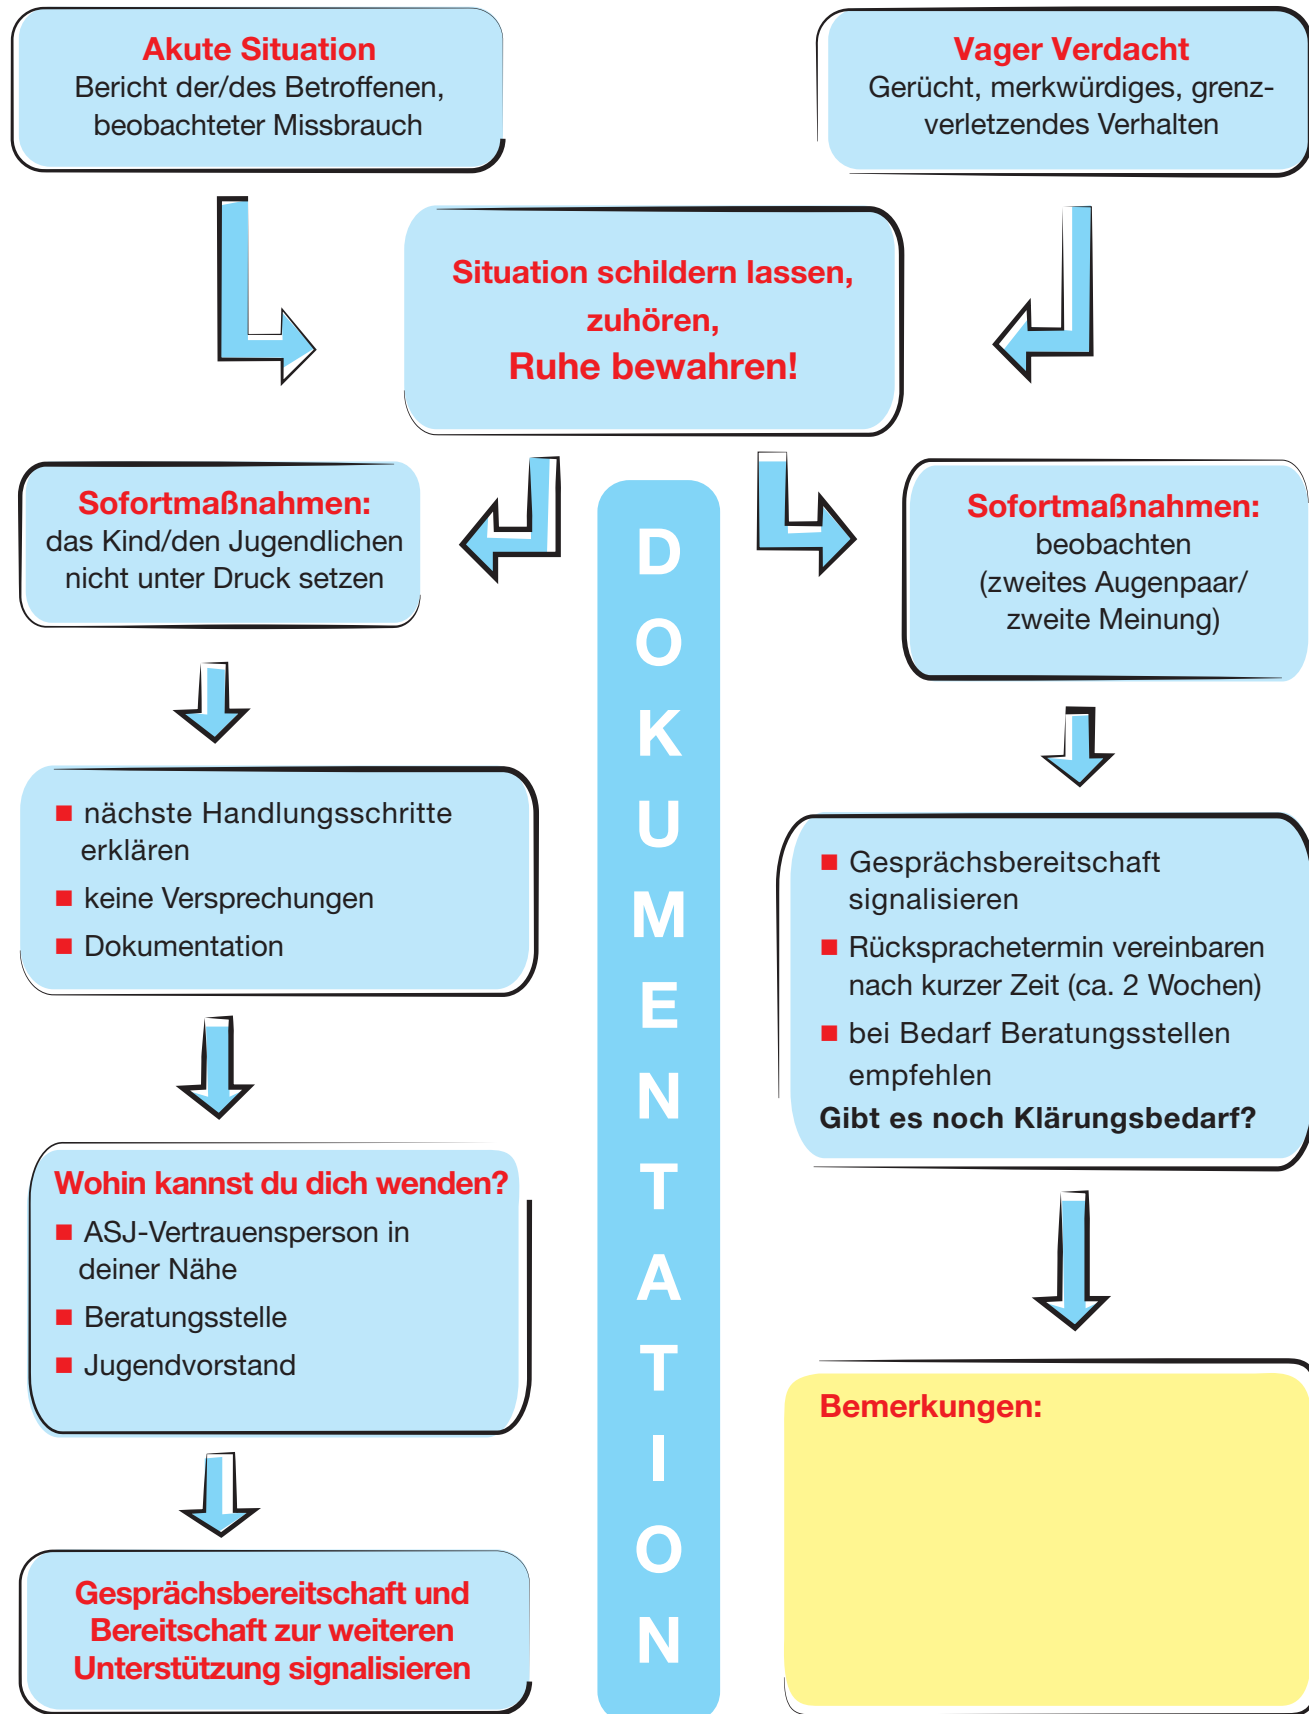 Akute Situation
Bericht der/des Betroffenen,
beobachteter Missbrauch
Vager Verdacht
Gerücht, merkwürdiges, grenz-
verletzendes Verhalten
Situation schildern lassen,
zuhören,
Ruhe bewahren!
Sofortmaßnahmen:
das Kind/den Jugendlichen
nicht unter Druck setzen
nächste Handlungsschritte
erklären
keine Versprechungen
Dokumentation
Wohin kannst du dich wenden?
ASJ-Vertrauensperson in
deiner Nähe
Beratungsstelle
Jugendvorstand
Gesprächsbereitschaft und
Bereitschaft zur weiteren
Unterstützung signalisieren
DOKUMENTATION
Sofortmaßnahmen:
beobachten
(zweites Augenpaar/
zweite Meinung)
Gesprächsbereitschaft
signalisieren
Rücksprachetermin vereinbaren
nach kurzer Zeit (ca. 2 Wochen)
bei Bedarf Beratungsstellen
empfehlen
Gibt es noch Klärungsbedarf?
Bemerkungen: